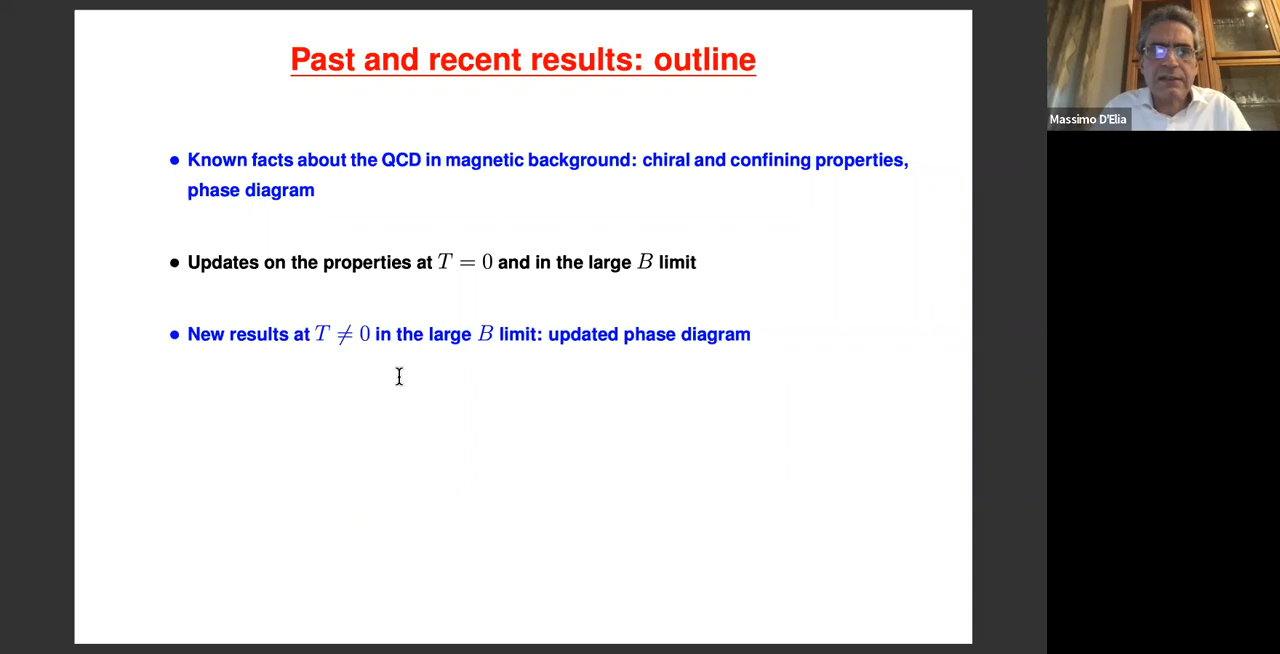 Past and recent results: outline
• Known facts about the QCD in magnetic background: chiral and confining properties,
phase diagram
• Updates on the properties at T = 0 and in the large B limit
• New results at T ≠ 0 in the large B limit: updated phase diagram
Massimo D'Elia